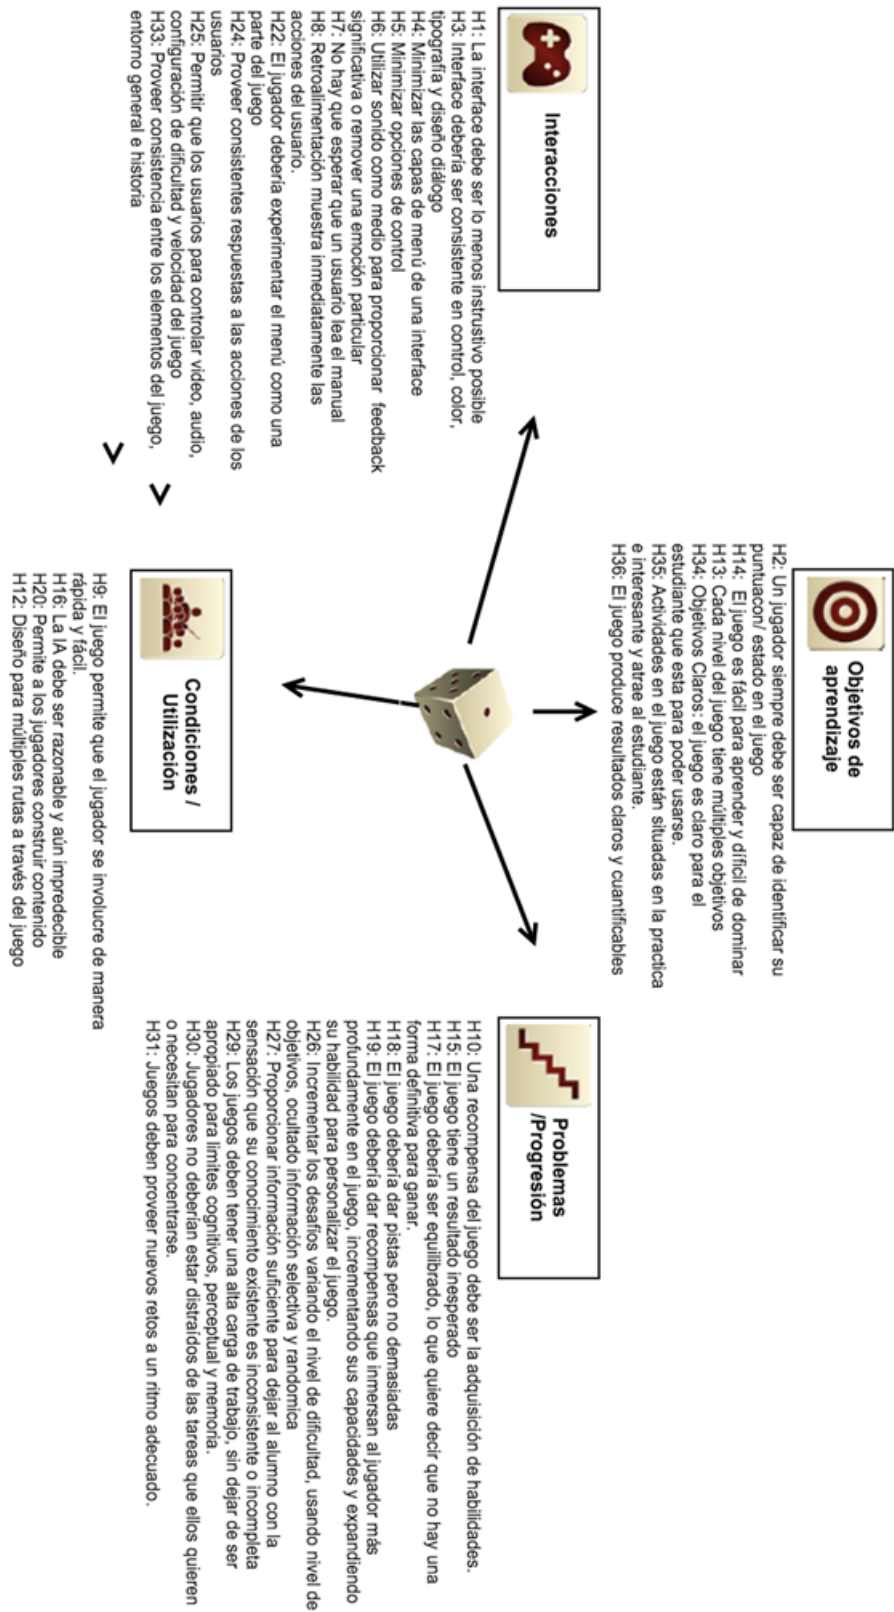 Objetivos de
aprendizaje
H2: Un jugador siempre debe ser capaz de identificar su
puntuacon/ estado en el juego
H14: El juego es fácil para aprender y díficil de dominar
H13: Cada nivel del juego tiene múltiples objetivos
H34: Objetivos Claros: el juego es claro para el
estudiante que esta para poder usarse.
H35: Actividades en el juego están situadas en la practica
e interesante y atrae al estudiante.
H36: El juego produce resultados claros y cuantificables
Interacciones
H1: La interface debe ser lo menos instrustivo posible
H3: Interface debería ser consistente en control, color,
tipografía y diseño diálogo
H4: Minimizar las capas de menú de una interface
H5: Minimizar opciones de control
H6: Utilizar sonido como medio para proporcionar feedback
significativa o remover una emoción particular
H7: No hay que esperar que un usuario lea el manual
H8: Retroalimentación muestra inmediatamente las
acciones del usuario.
H22: El jugador debería experimentar el menú como una
parte del juego
H24: Proveer consistentes respuestas a las acciones de los
usuarios
H25: Permitir que los usuarios para controlar video, audio,
configuración de dificultad y velocidad del juego
H33: Proveer consistencia entre los elementos del juego,
entorno general e historia
Problemas
/Progresión
H10: Una recompensa del juego debe ser la adquisición de habilidades.
H15: El juego tiene un resultado inesperado
H17: El juego debería ser equilibrado, lo que quiere decir que no hay una
forma definitiva para ganar.
H18: El juego debería dar pistas pero no demasiadas
H19: El juego debería dar recompensas que inmersan al jugador más
profundamente en el juego, incrementando sus capacidades y expandiendo
su habilidad para personalizar el juego.
H26: Incrementar los desafíos variando el nivel de dificultad, usando nivel de
objetivos, ocultado información selectiva y randomica
H27: Proporcionar información suficiente para dejar al alumno con la
sensación que su conocimiento existente es inconsistente o incompleta
H29: Los juegos deben tener una alta carga de trabajo, sin dejar de ser
apropiado para limites cognitivos, perceptual y memoria.
H30: Jugadores no deberían estar distraídos de las tareas que ellos quieren
o necesitan para concentrarse.
H31: Juegos deben proveer nuevos retos a un ritmo adecuado.
Condiciones /
Utilización
H9: El juego permite que el jugador se involucre de manera
rápida y fácil.
H16: La IA debe ser razonable y aún impredecible
H20: Permite a los jugadores construir contenido
H12: Diseño para múltiples rutas a través del juego